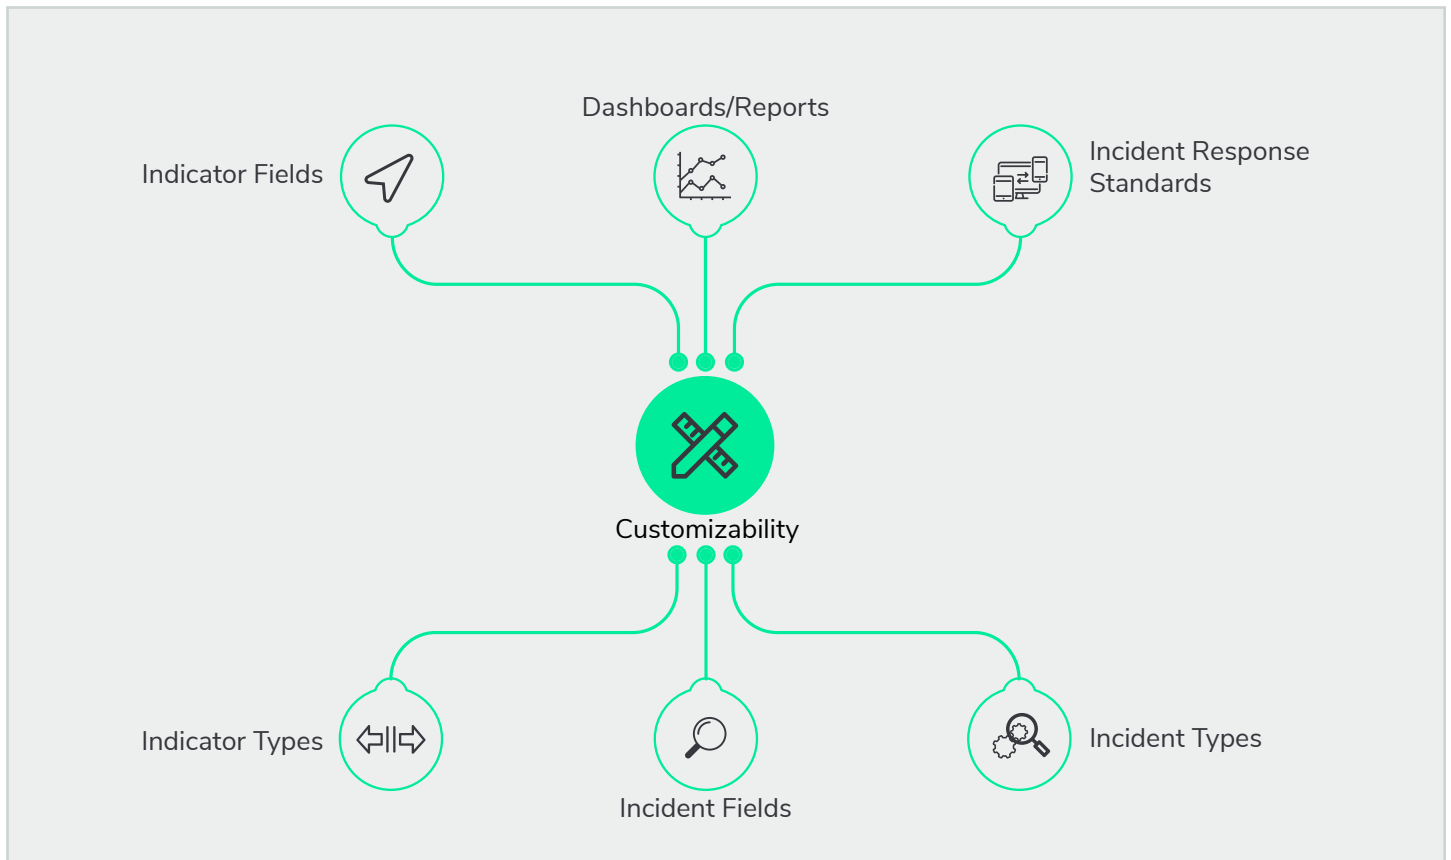 Dashboards/Reports
Indicator Fields
Incident Response
Standards
Customizability
Indicator Types
Incident Types
Incident Fields